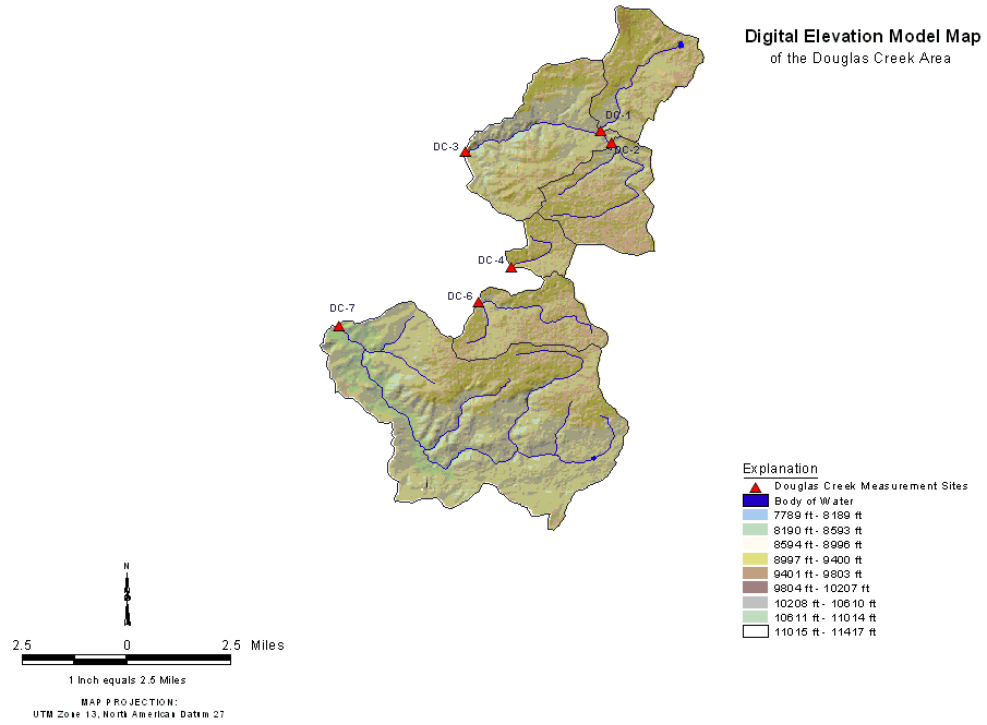 Digital Elevation Model Map
of the Douglas Creek Area
DC-1
DC-2
DC-3
DC-4
DC-6
DC-7
Explanation
Douglas Creek Measurement Sites
Body of Water
7789 ft - 8189 ft
8190 ft - 8593 ft
8594 ft - 8996 ft
8997 ft - 9400 ft
9401 ft - 9803 ft
9804 ft - 10207 ft
10208 ft - 10610 ft
10611 ft - 11014 ft
11015 ft - 11417 ft
N
2.5 0 2.5 Miles
1 Inch equals 2.5 Miles
MAP PROJECTION:
UTM Zone 13, North American Datum 27